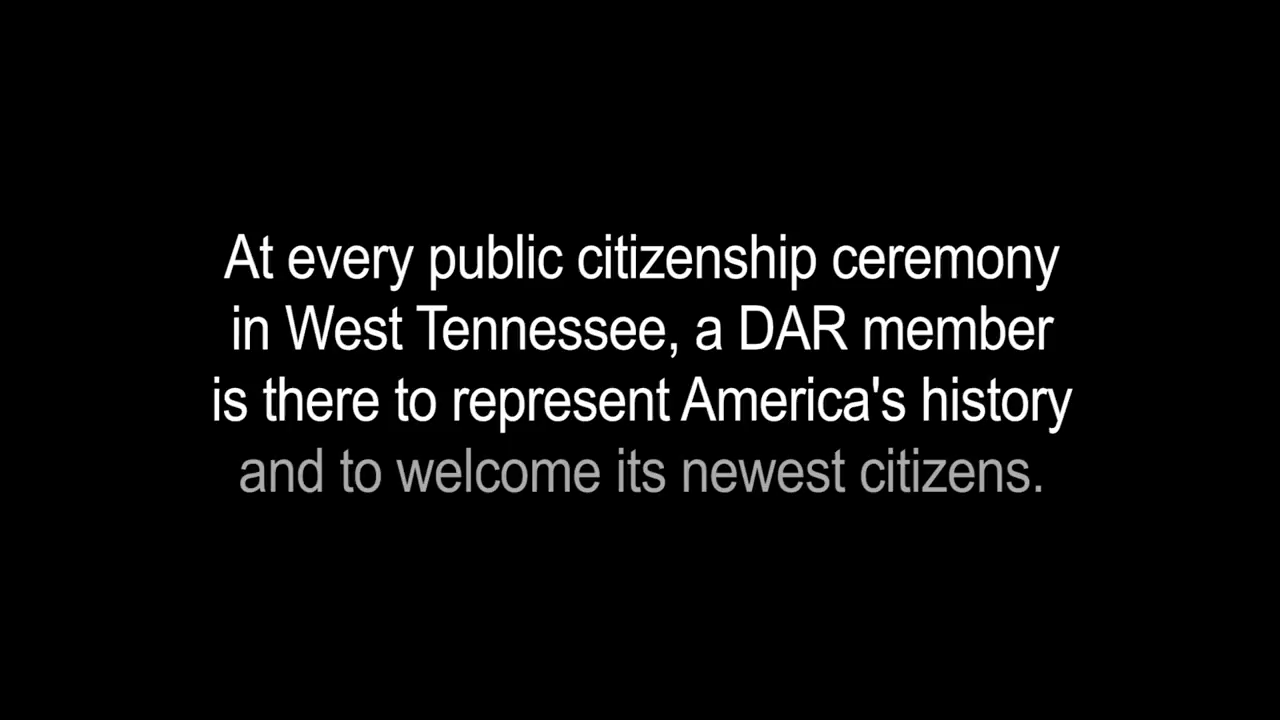 At every public citizenship ceremony
in West Tennessee, a DAR member
is there to represent America's history
and to welcome its newest citizens.